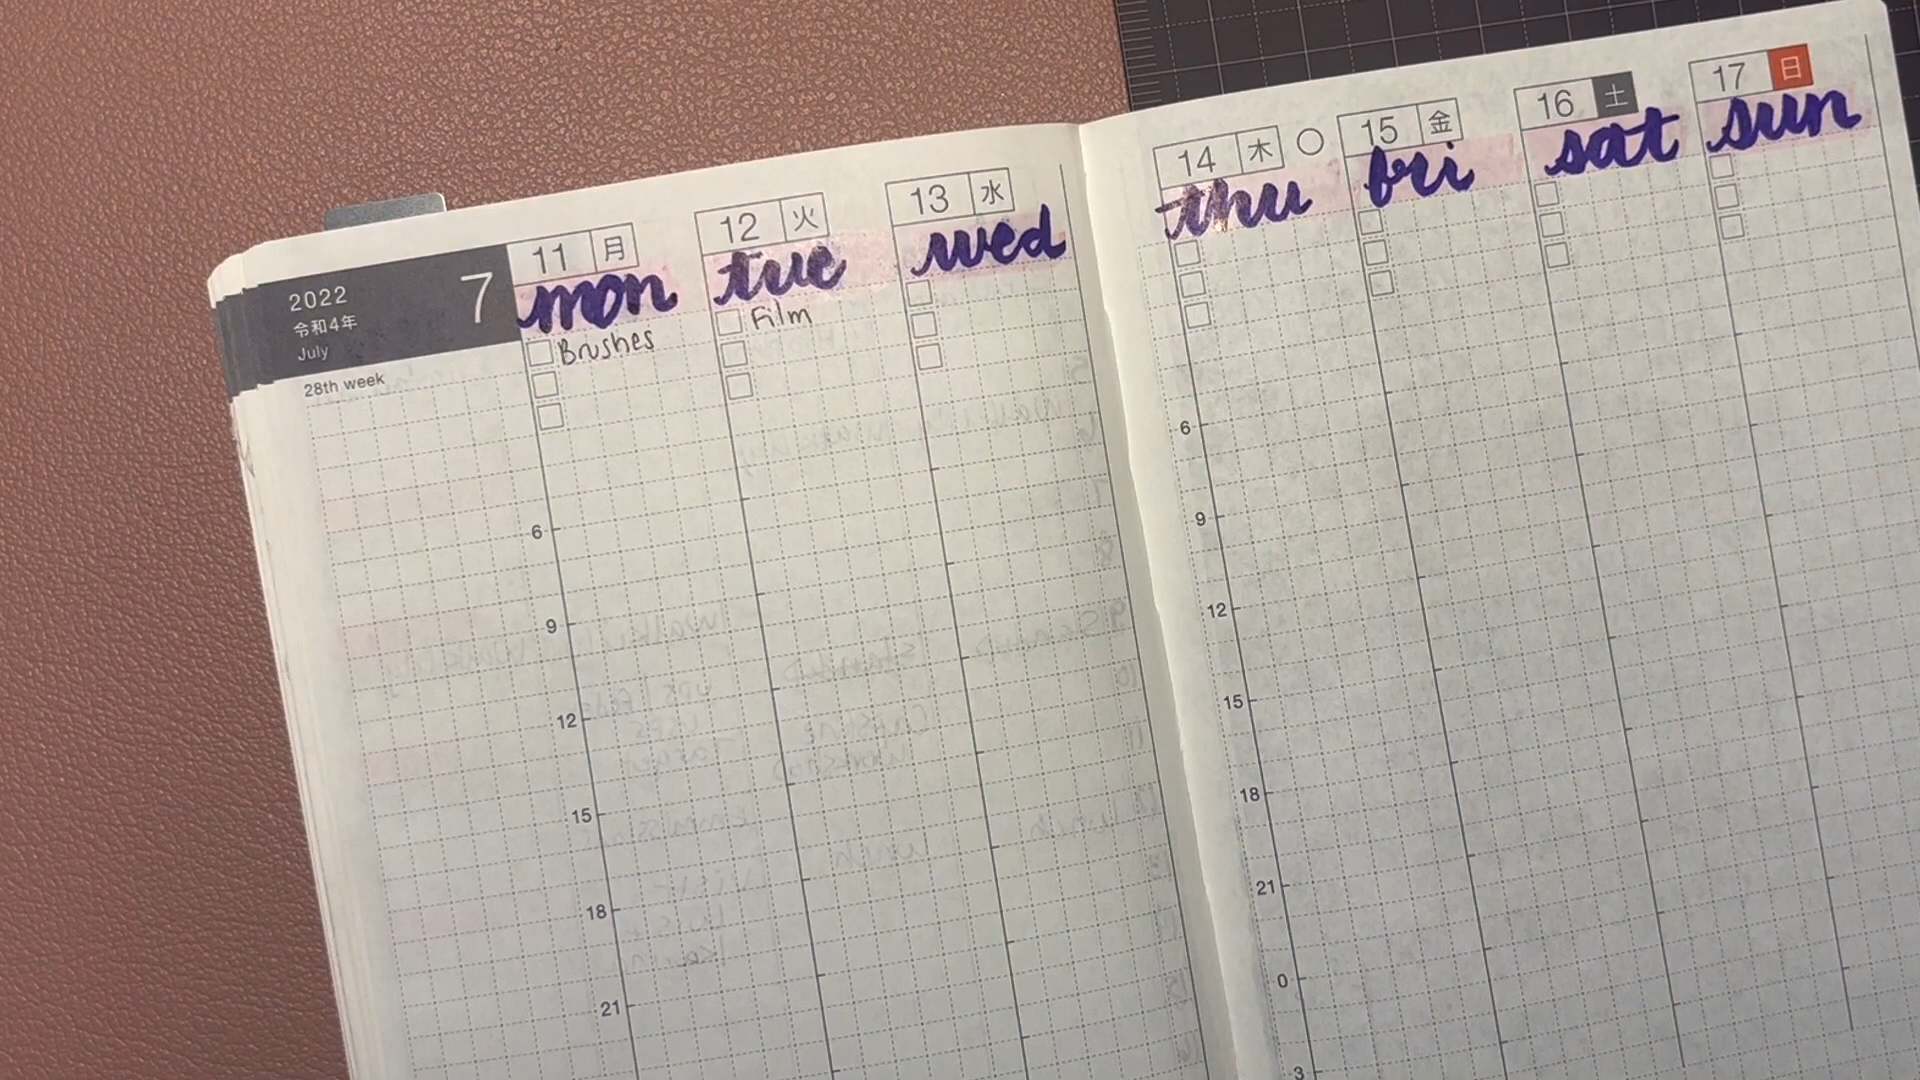 2022
令和4年
July
7
28th week
11 月
mon
Brushes
12 火
tue
Film
13 水
wed
14 木
thu
15 金
fri
16 土
sat
17 日
sun
6
9
12
15
18
21
6
9
12
15
18
21
0
3